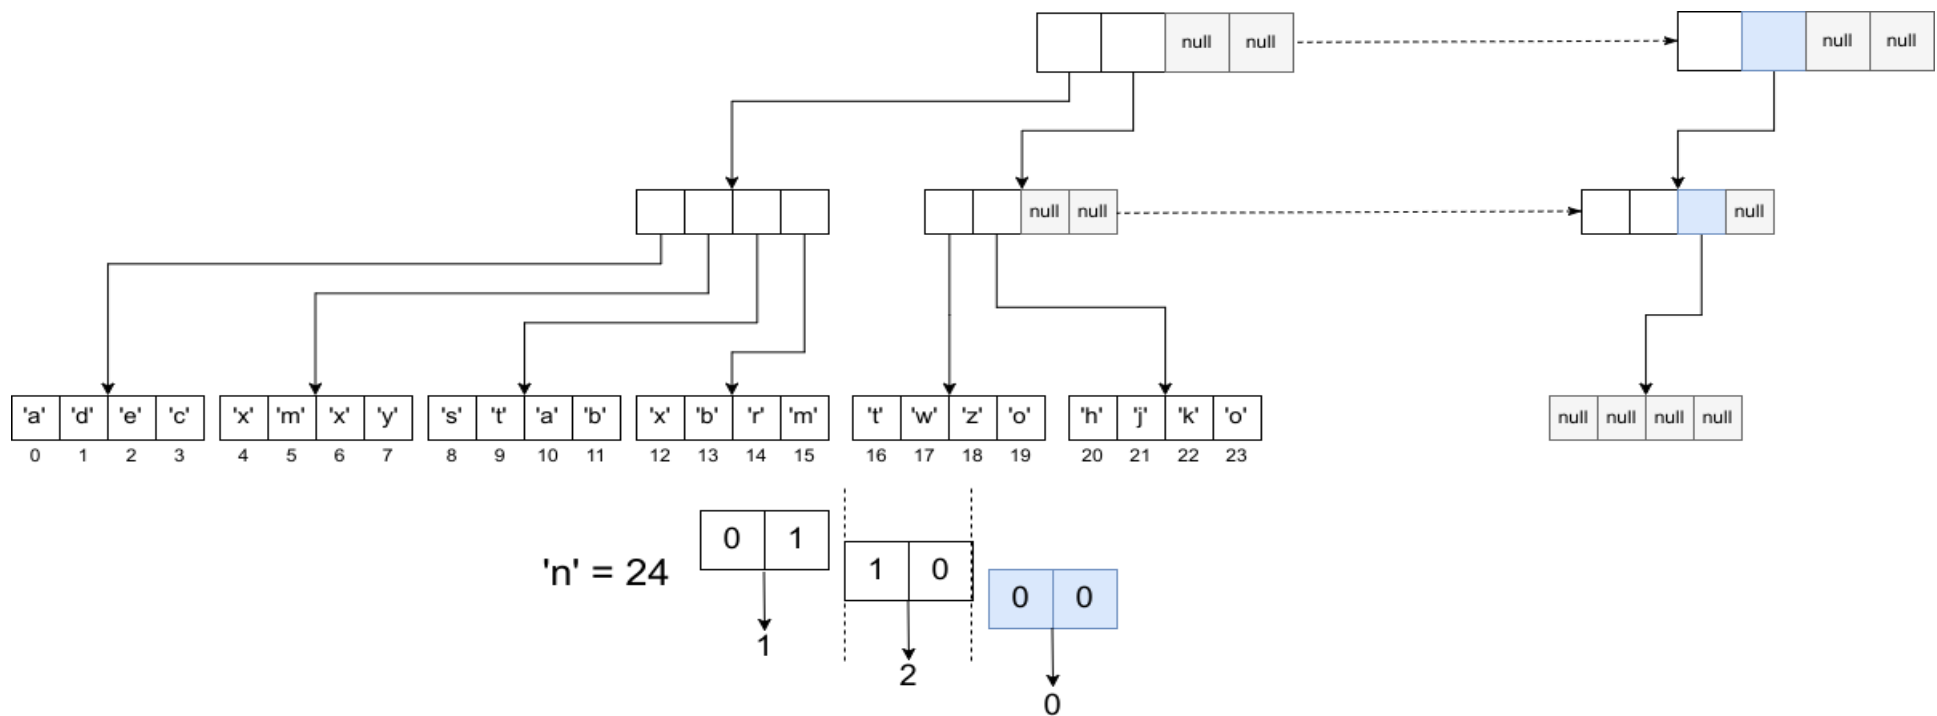 null null null null
null null null
'a' 'd' 'e' 'c' 'x' 'm' 'x' 'y' 's' 't' 'a' 'b' 'x' 'b' 'r' 'm' 't' 'w' 'z' 'o' 'h' 'j' 'k' 'o' null null null null
0 1 2 3 4 5 6 7 8 9 10 11 12 13 14 15 16 17 18 19 20 21 22 23
'n' = 24 0 1 1 0 0 0
1
2
0